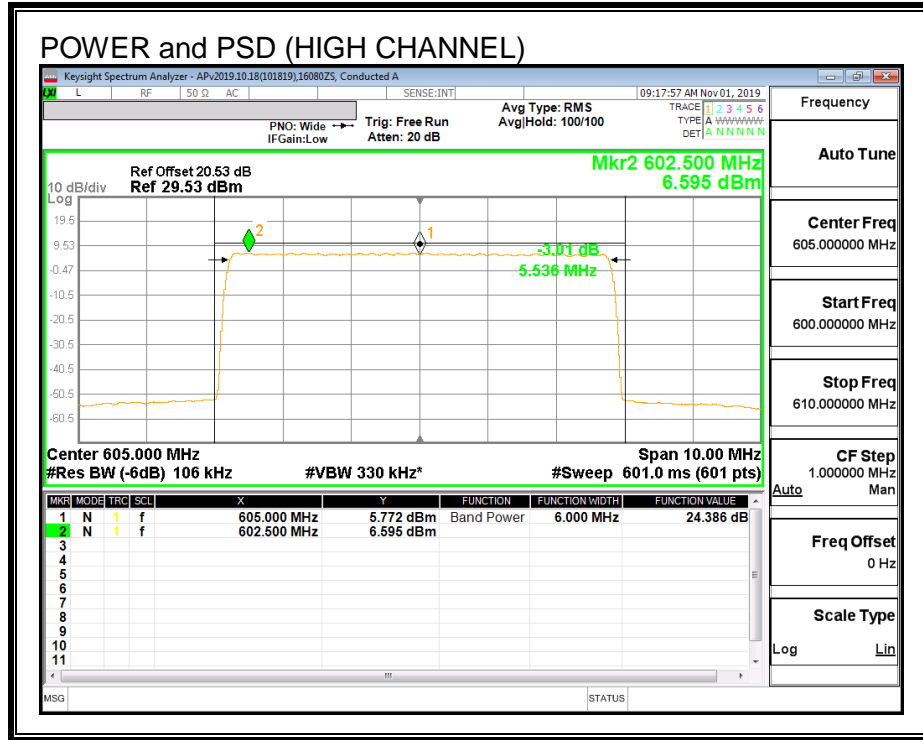 POWER and PSD (HIGH CHANNEL)
Keysight Spectrum Analyzer - APv2019.10.18(101819),16080ZS, Conducted A
LXI L RF 50 Ω AC SENSE:INT 09:17:57 AM Nov 01, 2019
PNO: Wide
IFGain:Low
Trig: Free Run
Atten: 20 dB
Avg Type: RMS
Avg|Hold: 100/100
TRACE 1 2 3 4 5 6
TYPE A WWWWW
DET A N N N N N
Mkr2 602.500 MHz
6.595 dBm
Ref Offset 20.53 dB
10 dB/div Ref 29.53 dBm
Log
19.5
9.53
-0.47
-10.5
-20.5
-30.5
-40.5
-50.5
-60.5
2
1
-3.01 dB
5.536 MHz
Center 605.000 MHz Span 10.00 MHz
#Res BW (-6dB) 106 kHz #VBW 330 kHz* #Sweep 601.0 ms (601 pts)
MKR MODE TRC SCL X Y FUNCTION FUNCTION WIDTH FUNCTION VALUE
1 N 1 f 605.000 MHz 5.772 dBm Band Power 6.000 MHz 24.386 dB
2 N 1 f 602.500 MHz 6.595 dBm
3
4
5
6
7
8
9
10
11
MSG STATUS
Frequency
Auto Tune
Center Freq
605.000000 MHz
Start Freq
600.000000 MHz
Stop Freq
610.000000 MHz
CF Step
1.000000 MHz
Auto Man
Freq Offset
0 Hz
Scale Type
Log Lin